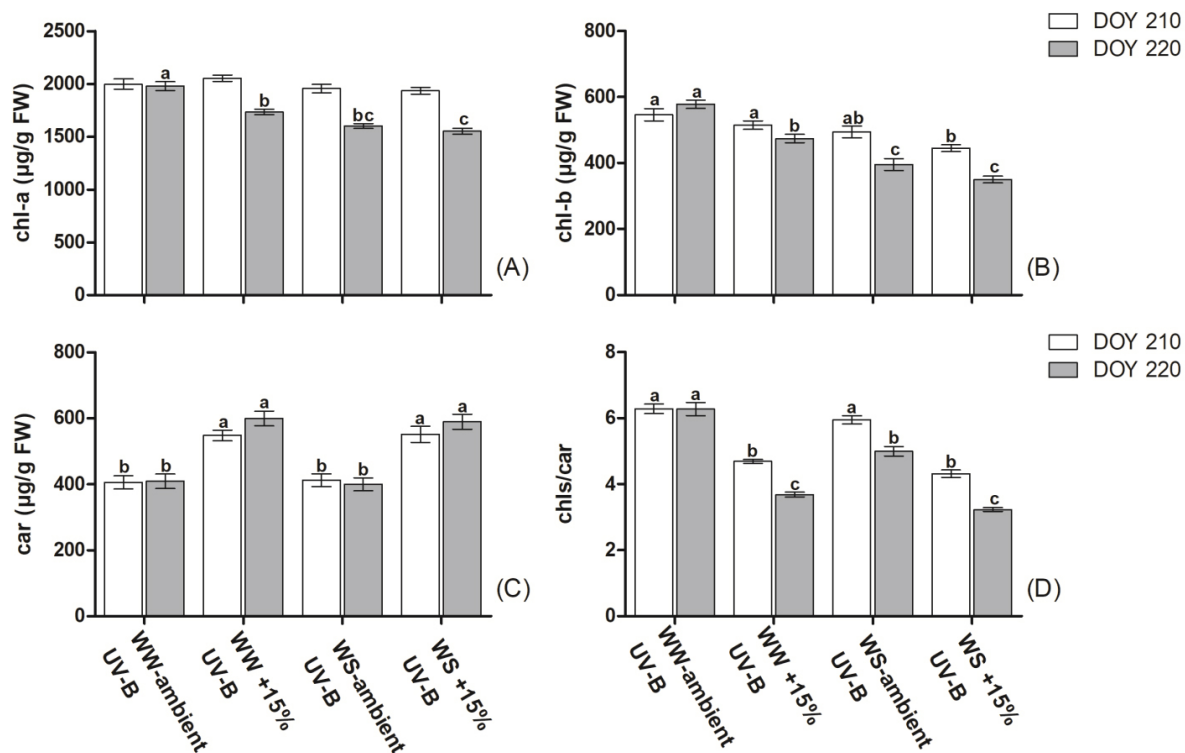 DOY 210
DOY 220
chl-a (µg/g FW)
2500
2000
1500
1000
500
0
a
b
bc
c
(A)
chl-b (µg/g FW)
800
600
400
200
0
a
a
a
b
ab
c
b
c
(B)
car (µg/g FW)
800
600
400
200
0
b
b
a
a
b
b
a
a
(C)
WW-ambient
UV-B
WW +15%
UV-B
WS-ambient
UV-B
WS +15%
UV-B
DOY 210
DOY 220
chls/car
8
6
4
2
0
a
a
b
c
a
b
b
c
(D)
WW-ambient
UV-B
WW +15%
UV-B
WS-ambient
UV-B
WS +15%
UV-B